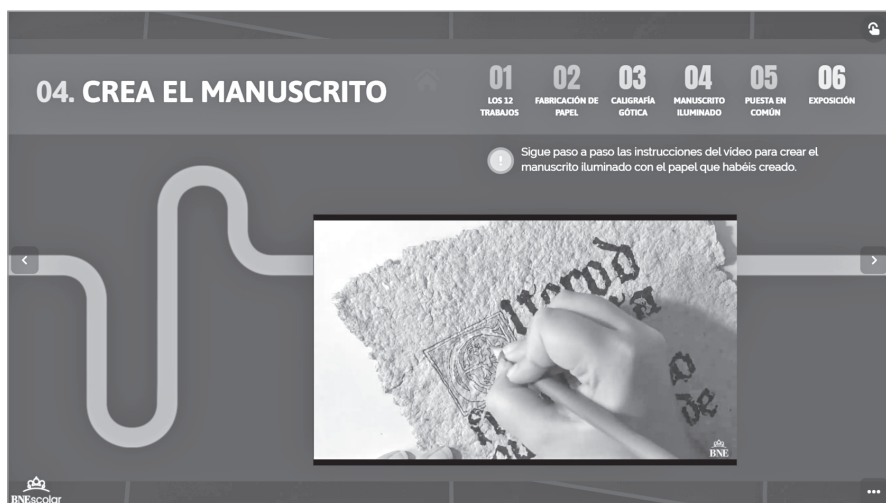 04. CREA EL MANUSCRITO
01
LOS 12
TRABAJOS
02
FABRICACIÓN DE
PAPEL
03
CALIGRAFÍA
GÓTICA
04
MANUSCRITO
ILUMINADO
05
PUESTA EN
COMÚN
06
EXPOSICIÓN
Sigue paso a paso las instrucciones del vídeo para crear el
manuscrito iluminado con el papel que habéis creado.
de
BNE
BNEscolar